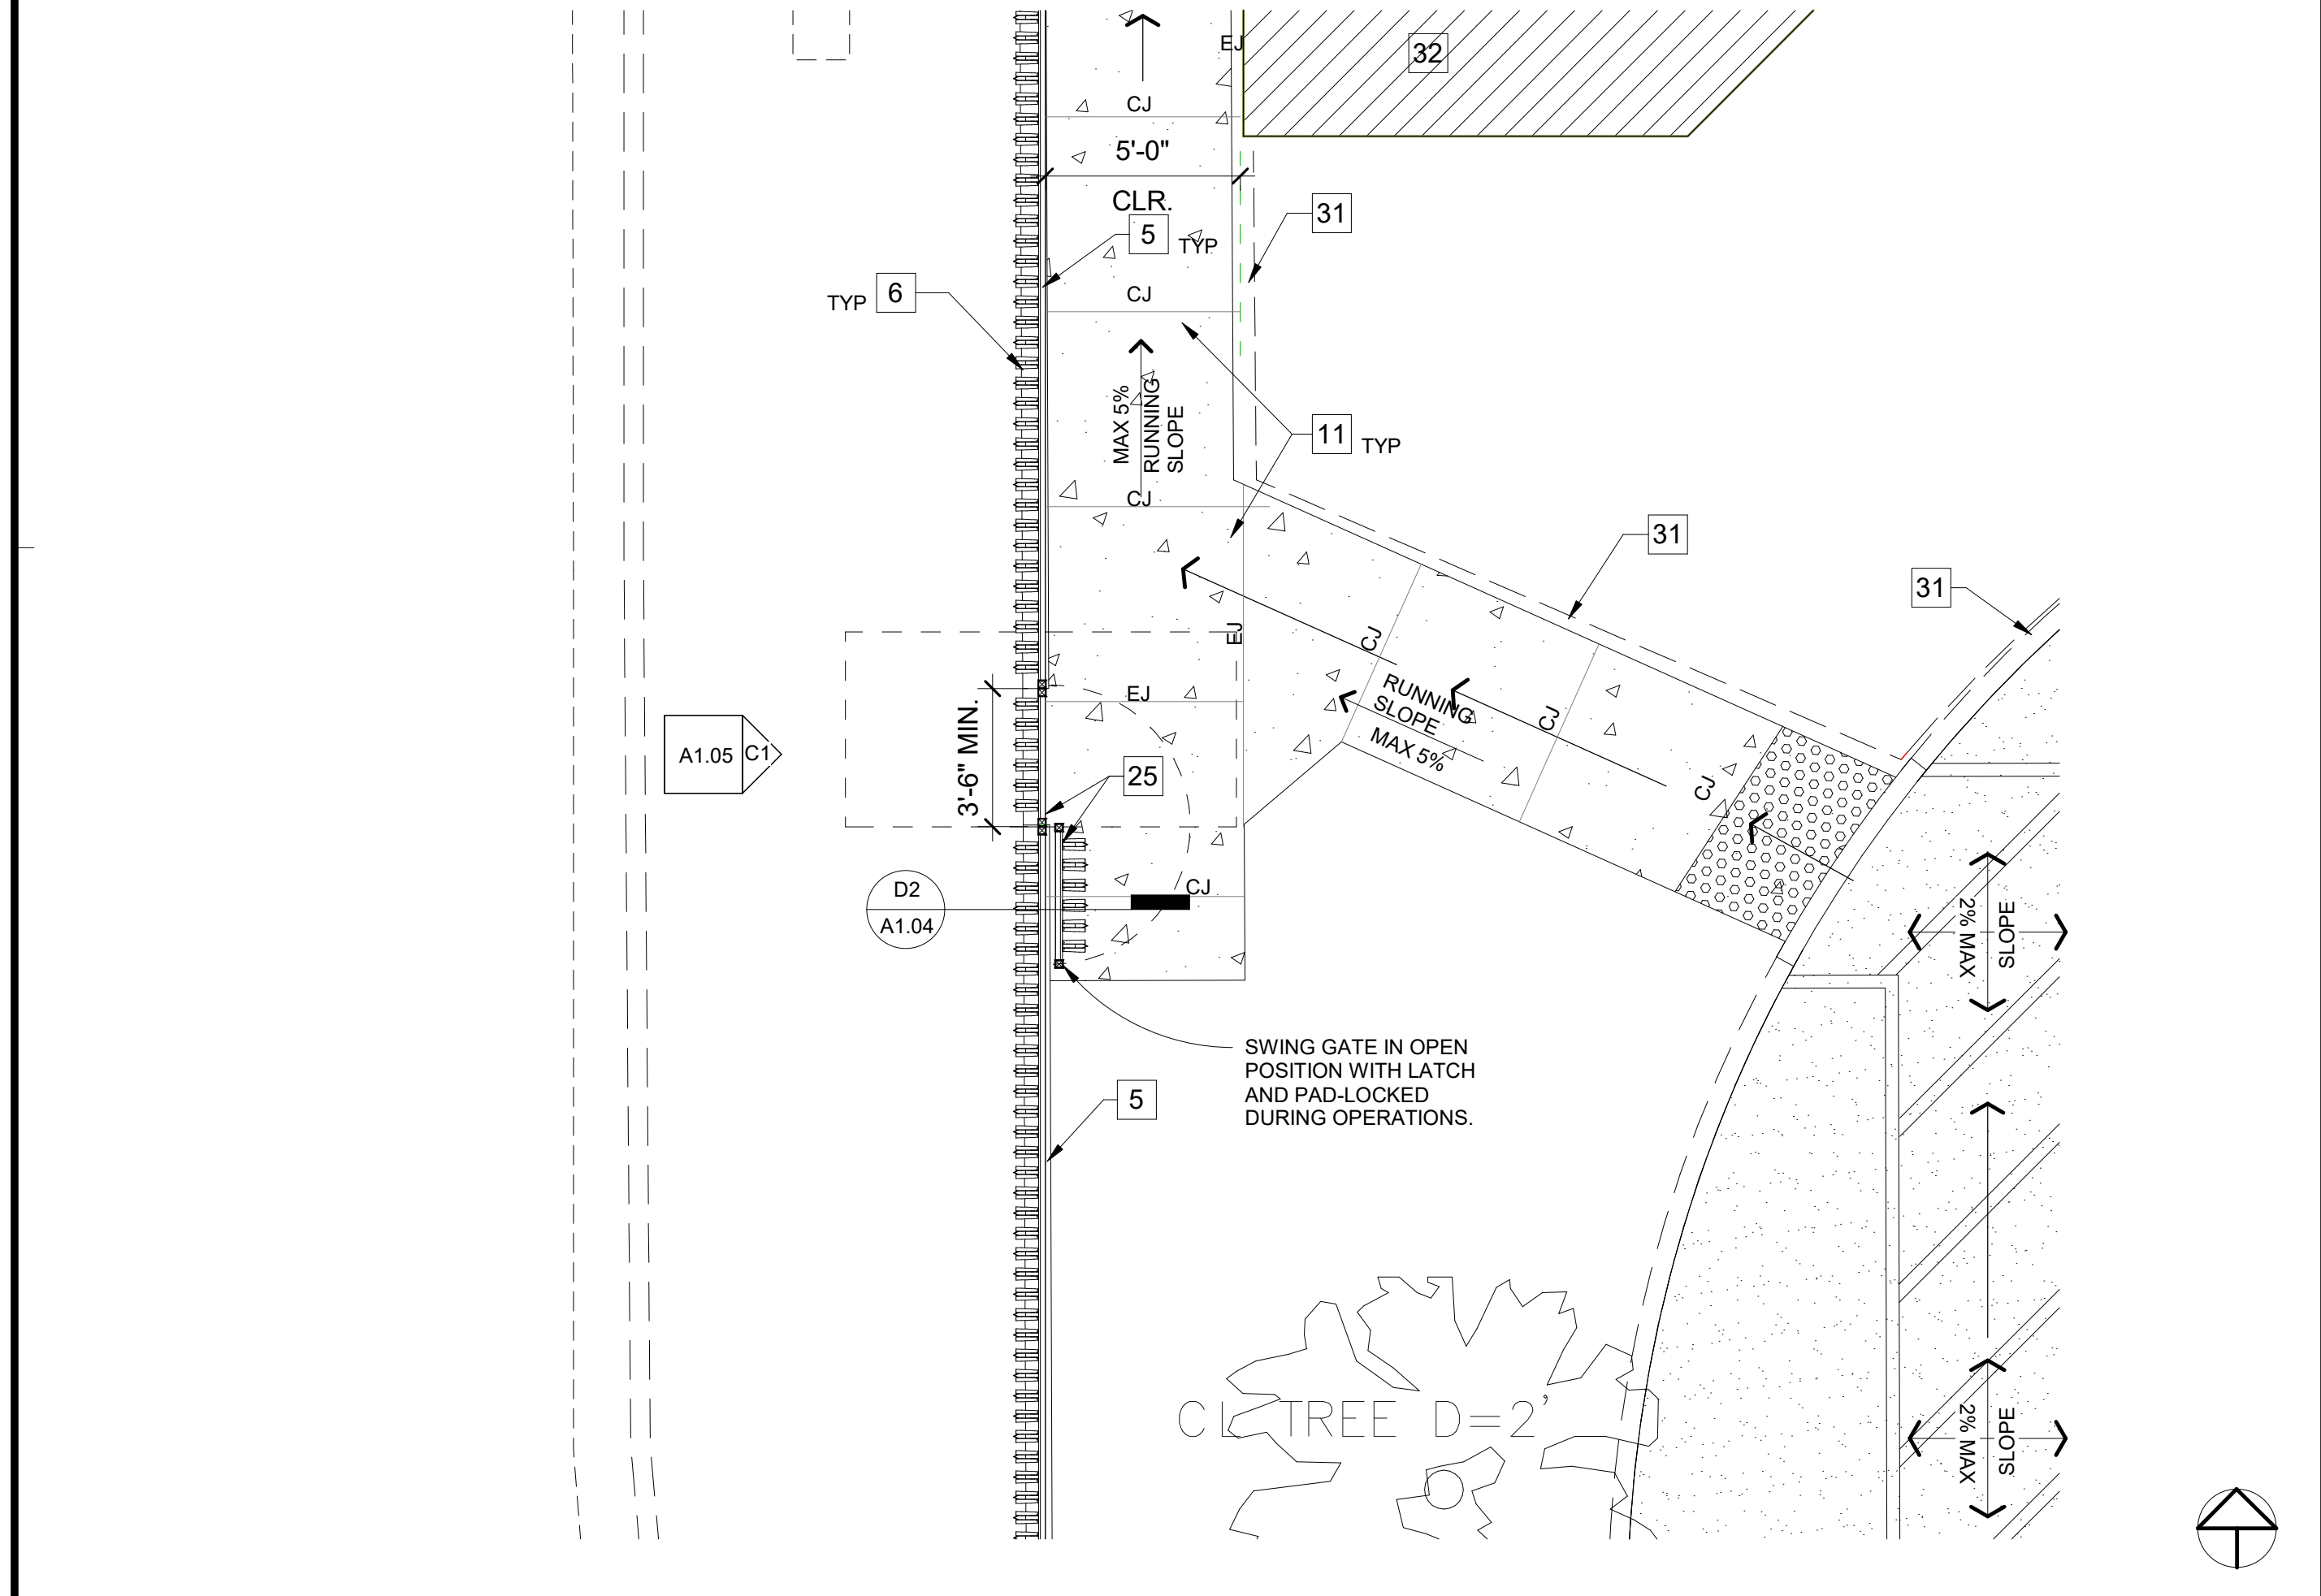 EJ
32
CJ
5'-0"
CLR.
31
5 TYP
TYP 6
CJ
MAX 5%
RUNNING
SLOPE
11 TYP
CJ
31
31
EJ
CJ
EJ
RUNNING
SLOPE
MAX 5%
CJ
3'-6" MIN.
A1.05 C1
25
CJ
D2
A1.04
CJ
2% MAX
SLOPE
SWING GATE IN OPEN
POSITION WITH LATCH
AND PAD-LOCKED
DURING OPERATIONS.
5
CL TREE D=2'
2% MAX
SLOPE